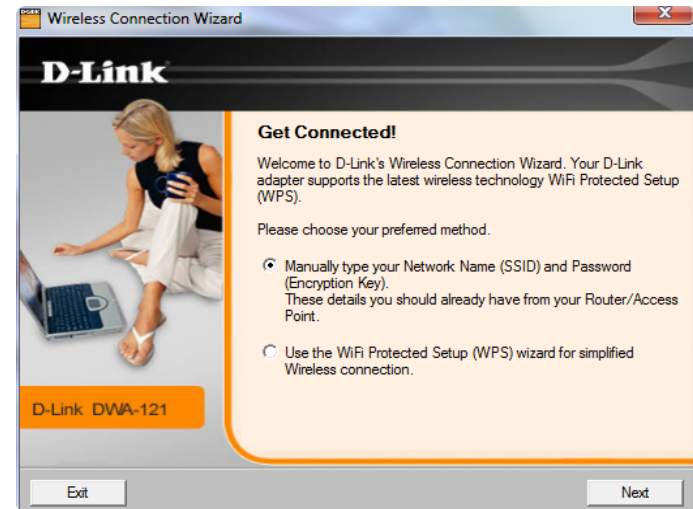 Wireless Connection Wizard
D-Link
Get Connected!
Welcome to D-Link's Wireless Connection Wizard. Your D-Link
adapter supports the latest wireless technology WiFi Protected Setup
(WPS).
Please choose your preferred method.
Manually type your Network Name (SSID) and Password
(Encryption Key).
These details you should already have from your Router/Access
Point.
Use the WiFi Protected Setup (WPS) wizard for simplified
Wireless connection.
D-Link DWA-121
Exit
Next